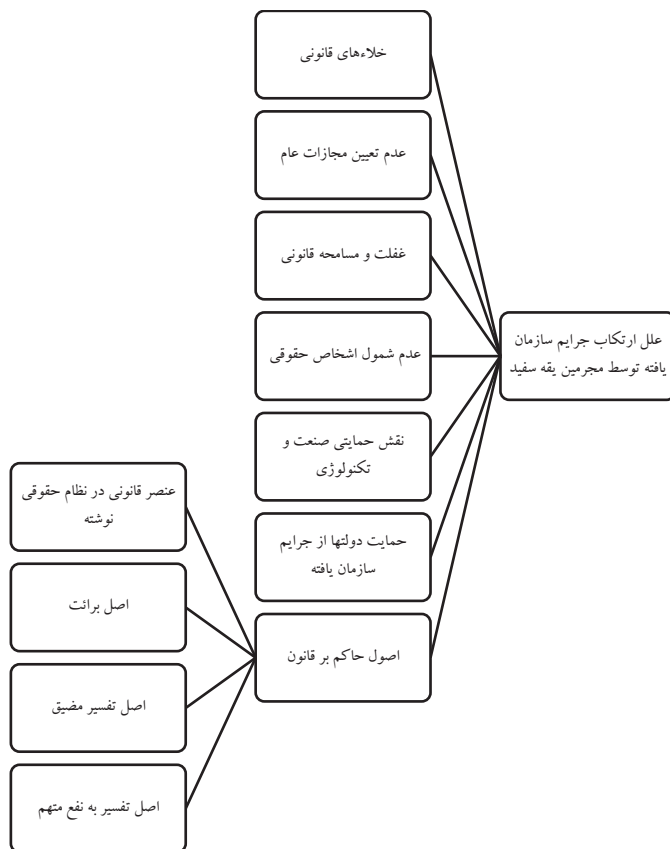 علل ارتکاب جرایم سازمان
یافته توسط مجرمین یقه سفید
خلاءهای قانونی
عدم تعیین مجازات عام
غفلت و مسامحه قانونی
عدم شمول اشخاص حقوقی
نقش حمایتی صنعت و
تکنولوژی
حمایت دولتها از جرایم
سازمان یافته
اصول حاکم بر قانون
عنصر قانونی در نظام حقوقی
نوشته
اصل برائت
اصل تفسیر مضیق
اصل تفسیر به نفع متهم